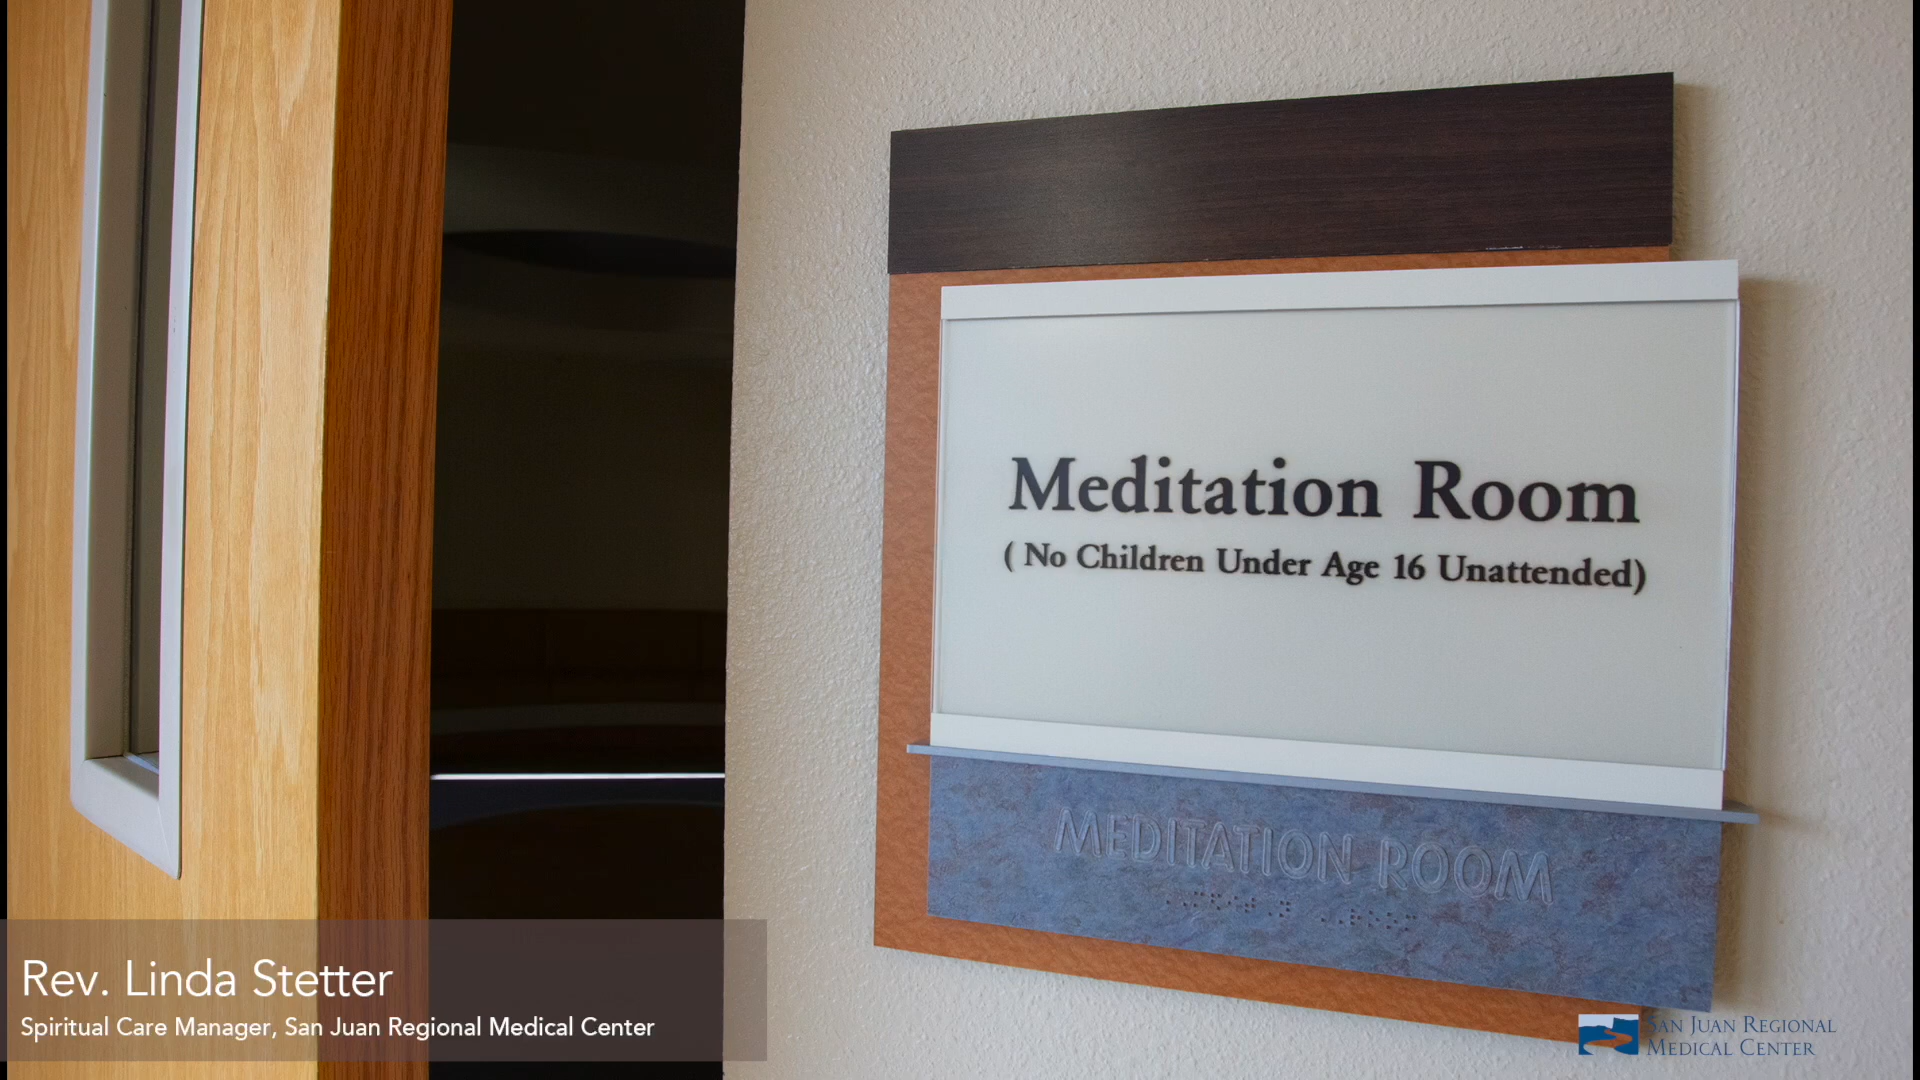 Meditation Room
( No Children Under Age 16 Unattended)
MEDITATION ROOM
Rev. Linda Stetter
Spiritual Care Manager, San Juan Regional Medical Center
SAN JUAN REGIONAL
MEDICAL CENTER